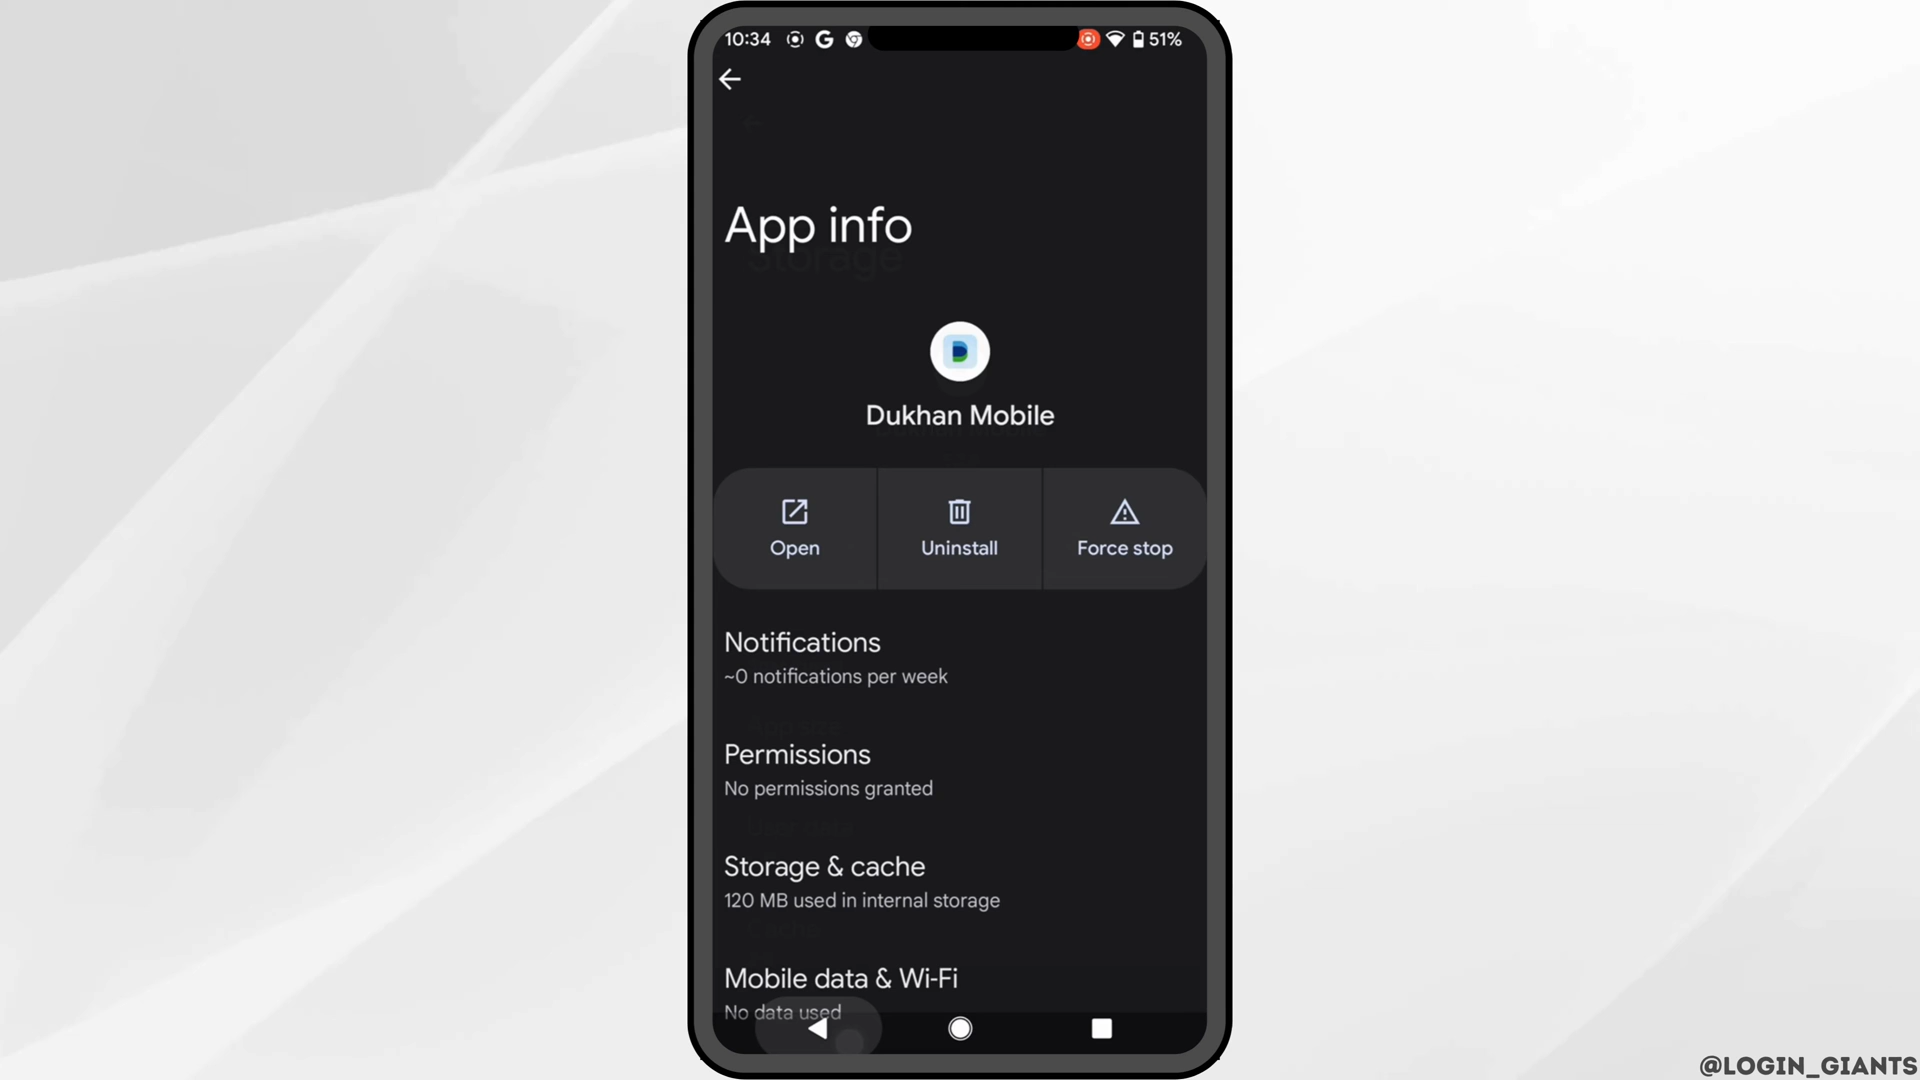 10:34
51%
App info
Storage
Dukhan Mobile
Open
Uninstall
Force stop
Notifications
~0 notifications per week
Permissions
No permissions granted
Storage & cache
120 MB used in internal storage
Mobile data & Wi-Fi
No data used
@LOGIN_GIANTS